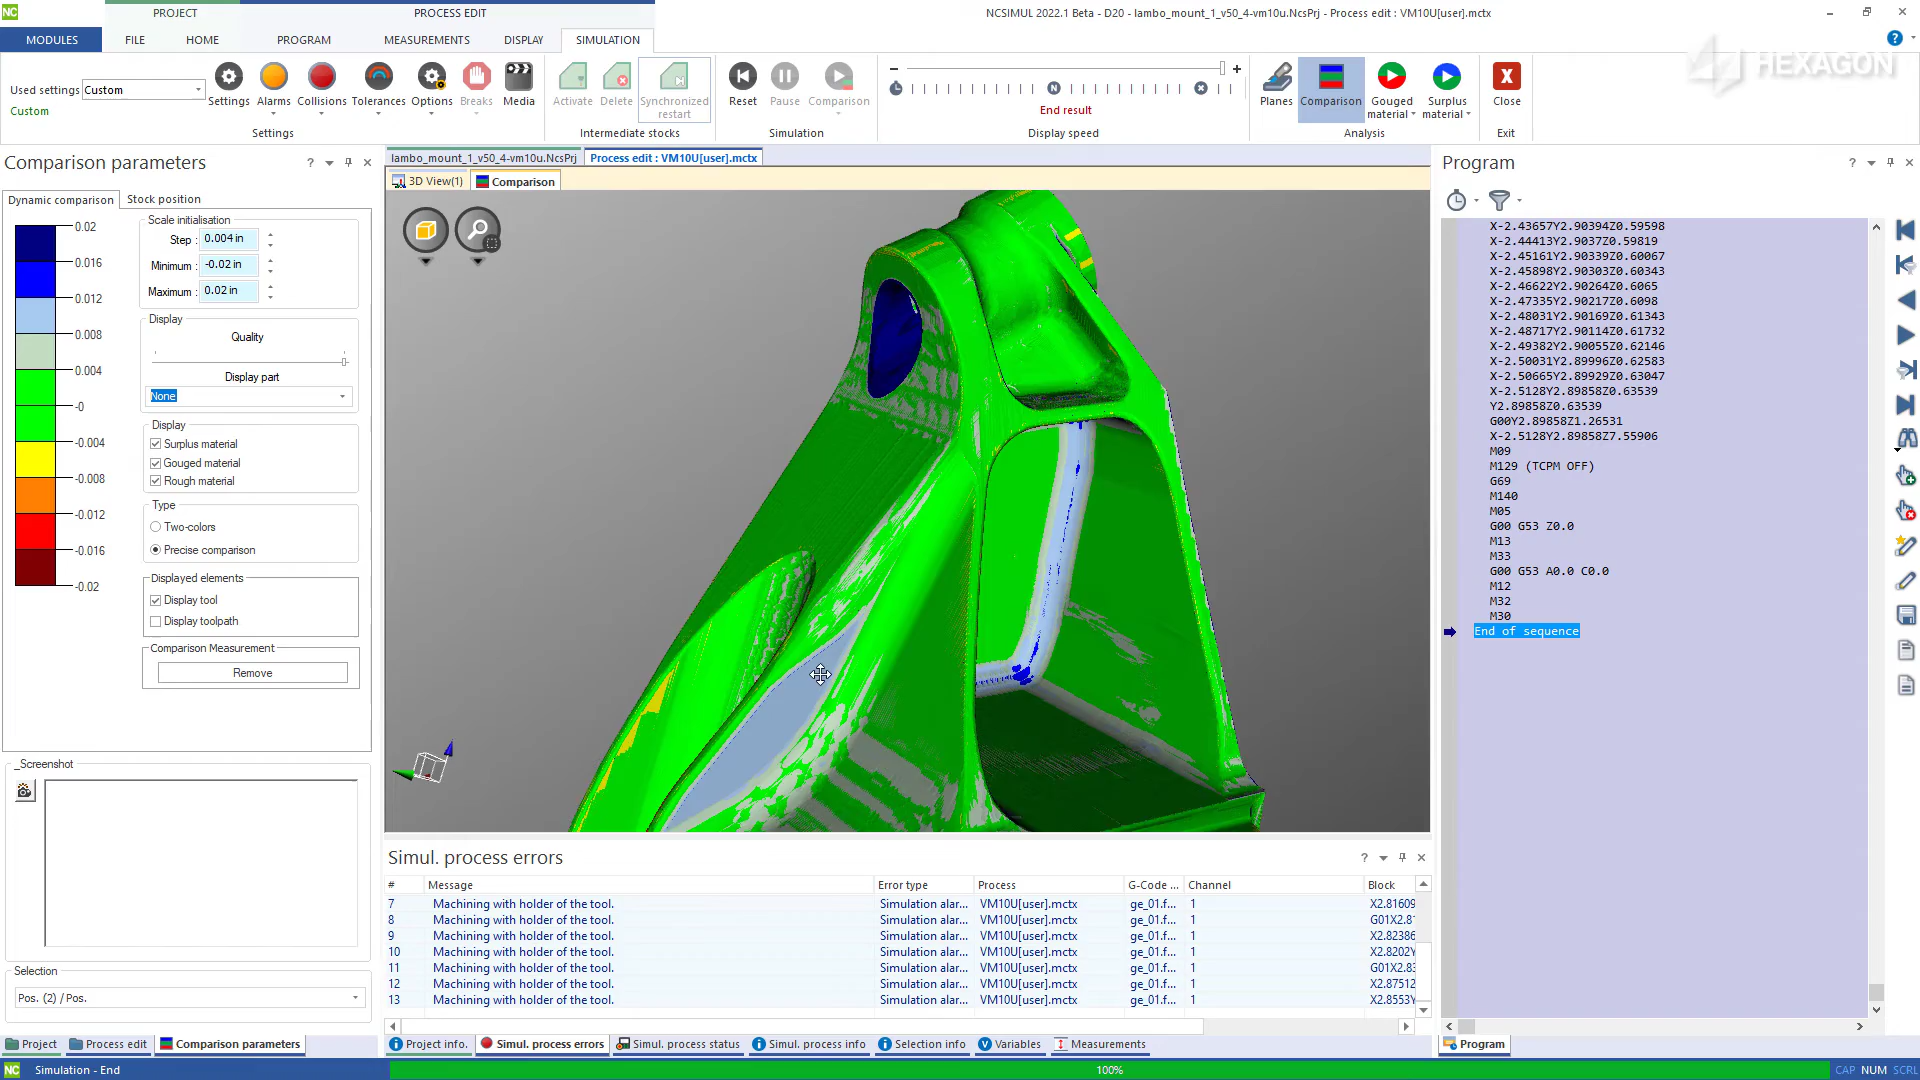 NC
PROJECT
PROCESS EDIT
NCSIMUL 2022.1 Beta - D20 - lambo_mount_1_v50_4-vm10u.NcsPrj - Process edit : VM10U[user].mctx
MODULES
FILE
HOME
PROGRAM
MEASUREMENTS
DISPLAY
SIMULATION
HEXAGON
Used settings
Custom
Custom
Settings
Alarms
Collisions
Tolerances
Options
Breaks
Media
Settings
Activate
Delete
Synchronized
restart
Intermediate stocks
Reset
Pause
Comparison
Simulation
N
End result
Display speed
Planes
Comparison
Gouged
material
Surplus
material
Analysis
Close
Exit
Comparison parameters
Dynamic comparison
Stock position
0.02
0.016
0.012
0.008
0.004
-0
-0.004
-0.008
-0.012
-0.016
-0.02
Scale initialisation
Step : 0.004 in
Minimum : -0.02 in
Maximum : 0.02 in
Display
Quality
Display part
None
Display
Surplus material
Gouged material
Rough material
Type
Two-colors
Precise comparison
Displayed elements
Display tool
Display toolpath
Comparison Measurement
Remove
_Screenshot
Selection
Pos. (2) / Pos.
Project
Process edit
Comparison parameters
lambo_mount_1_v50_4-vm10u.NcsPrj
Process edit : VM10U[user].mctx
3D View(1)
Comparison
Simul. process errors
# Message Error type Process G-Code ... Channel Block
7 Machining with holder of the tool. Simulation alar... VM10U[user].mctx ge_01.f... 1 X2.81609
8 Machining with holder of the tool. Simulation alar... VM10U[user].mctx ge_01.f... 1 G01X2.8
9 Machining with holder of the tool. Simulation alar... VM10U[user].mctx ge_01.f... 1 X2.82386
10 Machining with holder of the tool. Simulation alar... VM10U[user].mctx ge_01.f... 1 X2.8202Y
11 Machining with holder of the tool. Simulation alar... VM10U[user].mctx ge_01.f... 1 G01X2.83
12 Machining with holder of the tool. Simulation alar... VM10U[user].mctx ge_01.f... 1 X2.87512
13 Machining with holder of the tool. Simulation alar... VM10U[user].mctx ge_01.f... 1 X2.8553Y
Project info.
Simul. process errors
Simul. process status
Simul. process info
Selection info
Variables
Measurements
Program
X-2.43657Y2.90394Z0.59598
X-2.44413Y2.9037Z0.59819
X-2.45161Y2.90339Z0.60067
X-2.45898Y2.90303Z0.60343
X-2.46622Y2.90264Z0.6065
X-2.47335Y2.90217Z0.6098
X-2.48031Y2.90169Z0.61343
X-2.48717Y2.90114Z0.61732
X-2.49382Y2.90055Z0.62146
X-2.50031Y2.89996Z0.62583
X-2.50665Y2.89929Z0.63047
X-2.5128Y2.89858Z0.63539
Y2.89858Z0.63539
G00Y2.89858Z1.26531
X-2.5128Y2.89858Z7.55906
M09
M129 (TCPM OFF)
G69
M140
M05
G00 G53 Z0.0
M13
M33
G00 G53 A0.0 C0.0
M12
M32
M30
End of sequence
Program
NC
Simulation - End
100%
CAP NUM SCRL